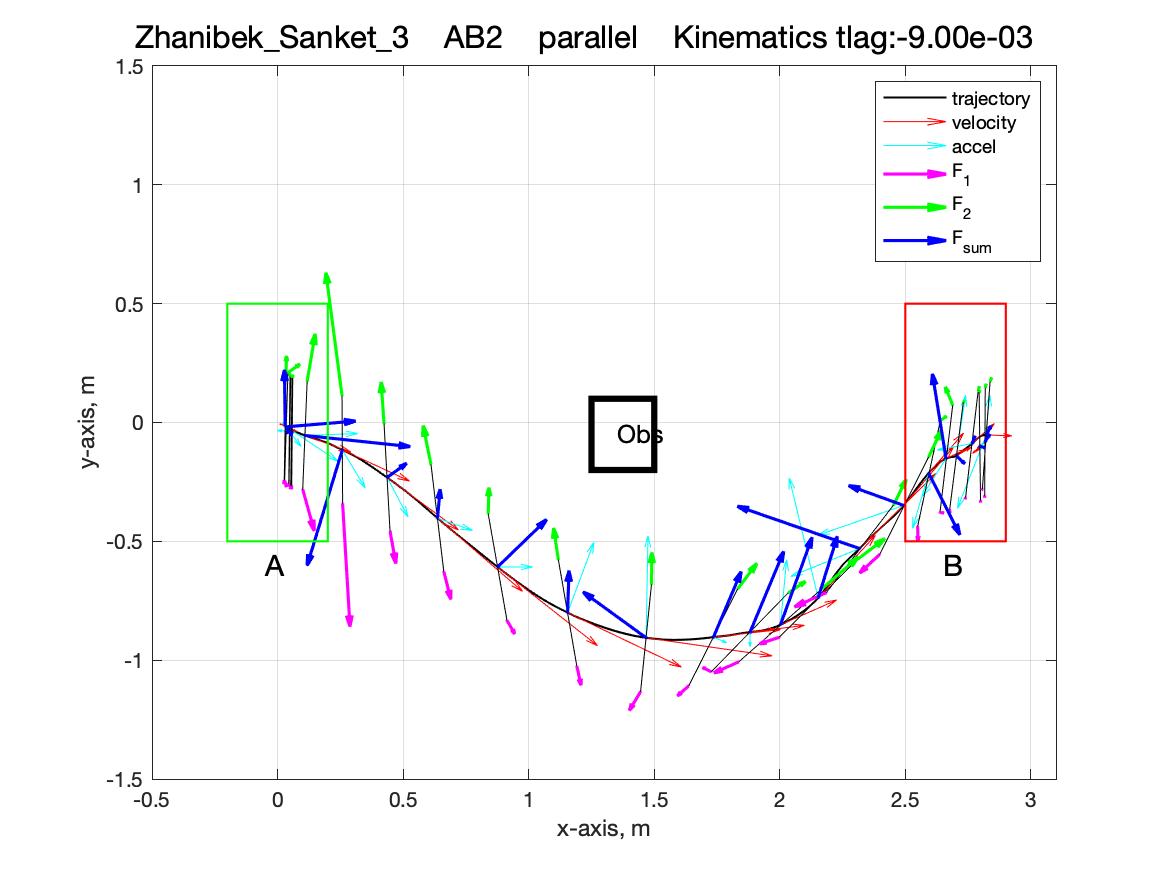 Zhanibek_Sanket_3 AB2 parallel Kinematics tlag:-9.00e-03
1.5
1
0.5
0
-0.5
-1
-1.5
y-axis, m
trajectory
velocity
accel
F1
F2
Fsum
Obs
A
B
-0.5 0 0.5 1 1.5 2 2.5 3
x-axis, m